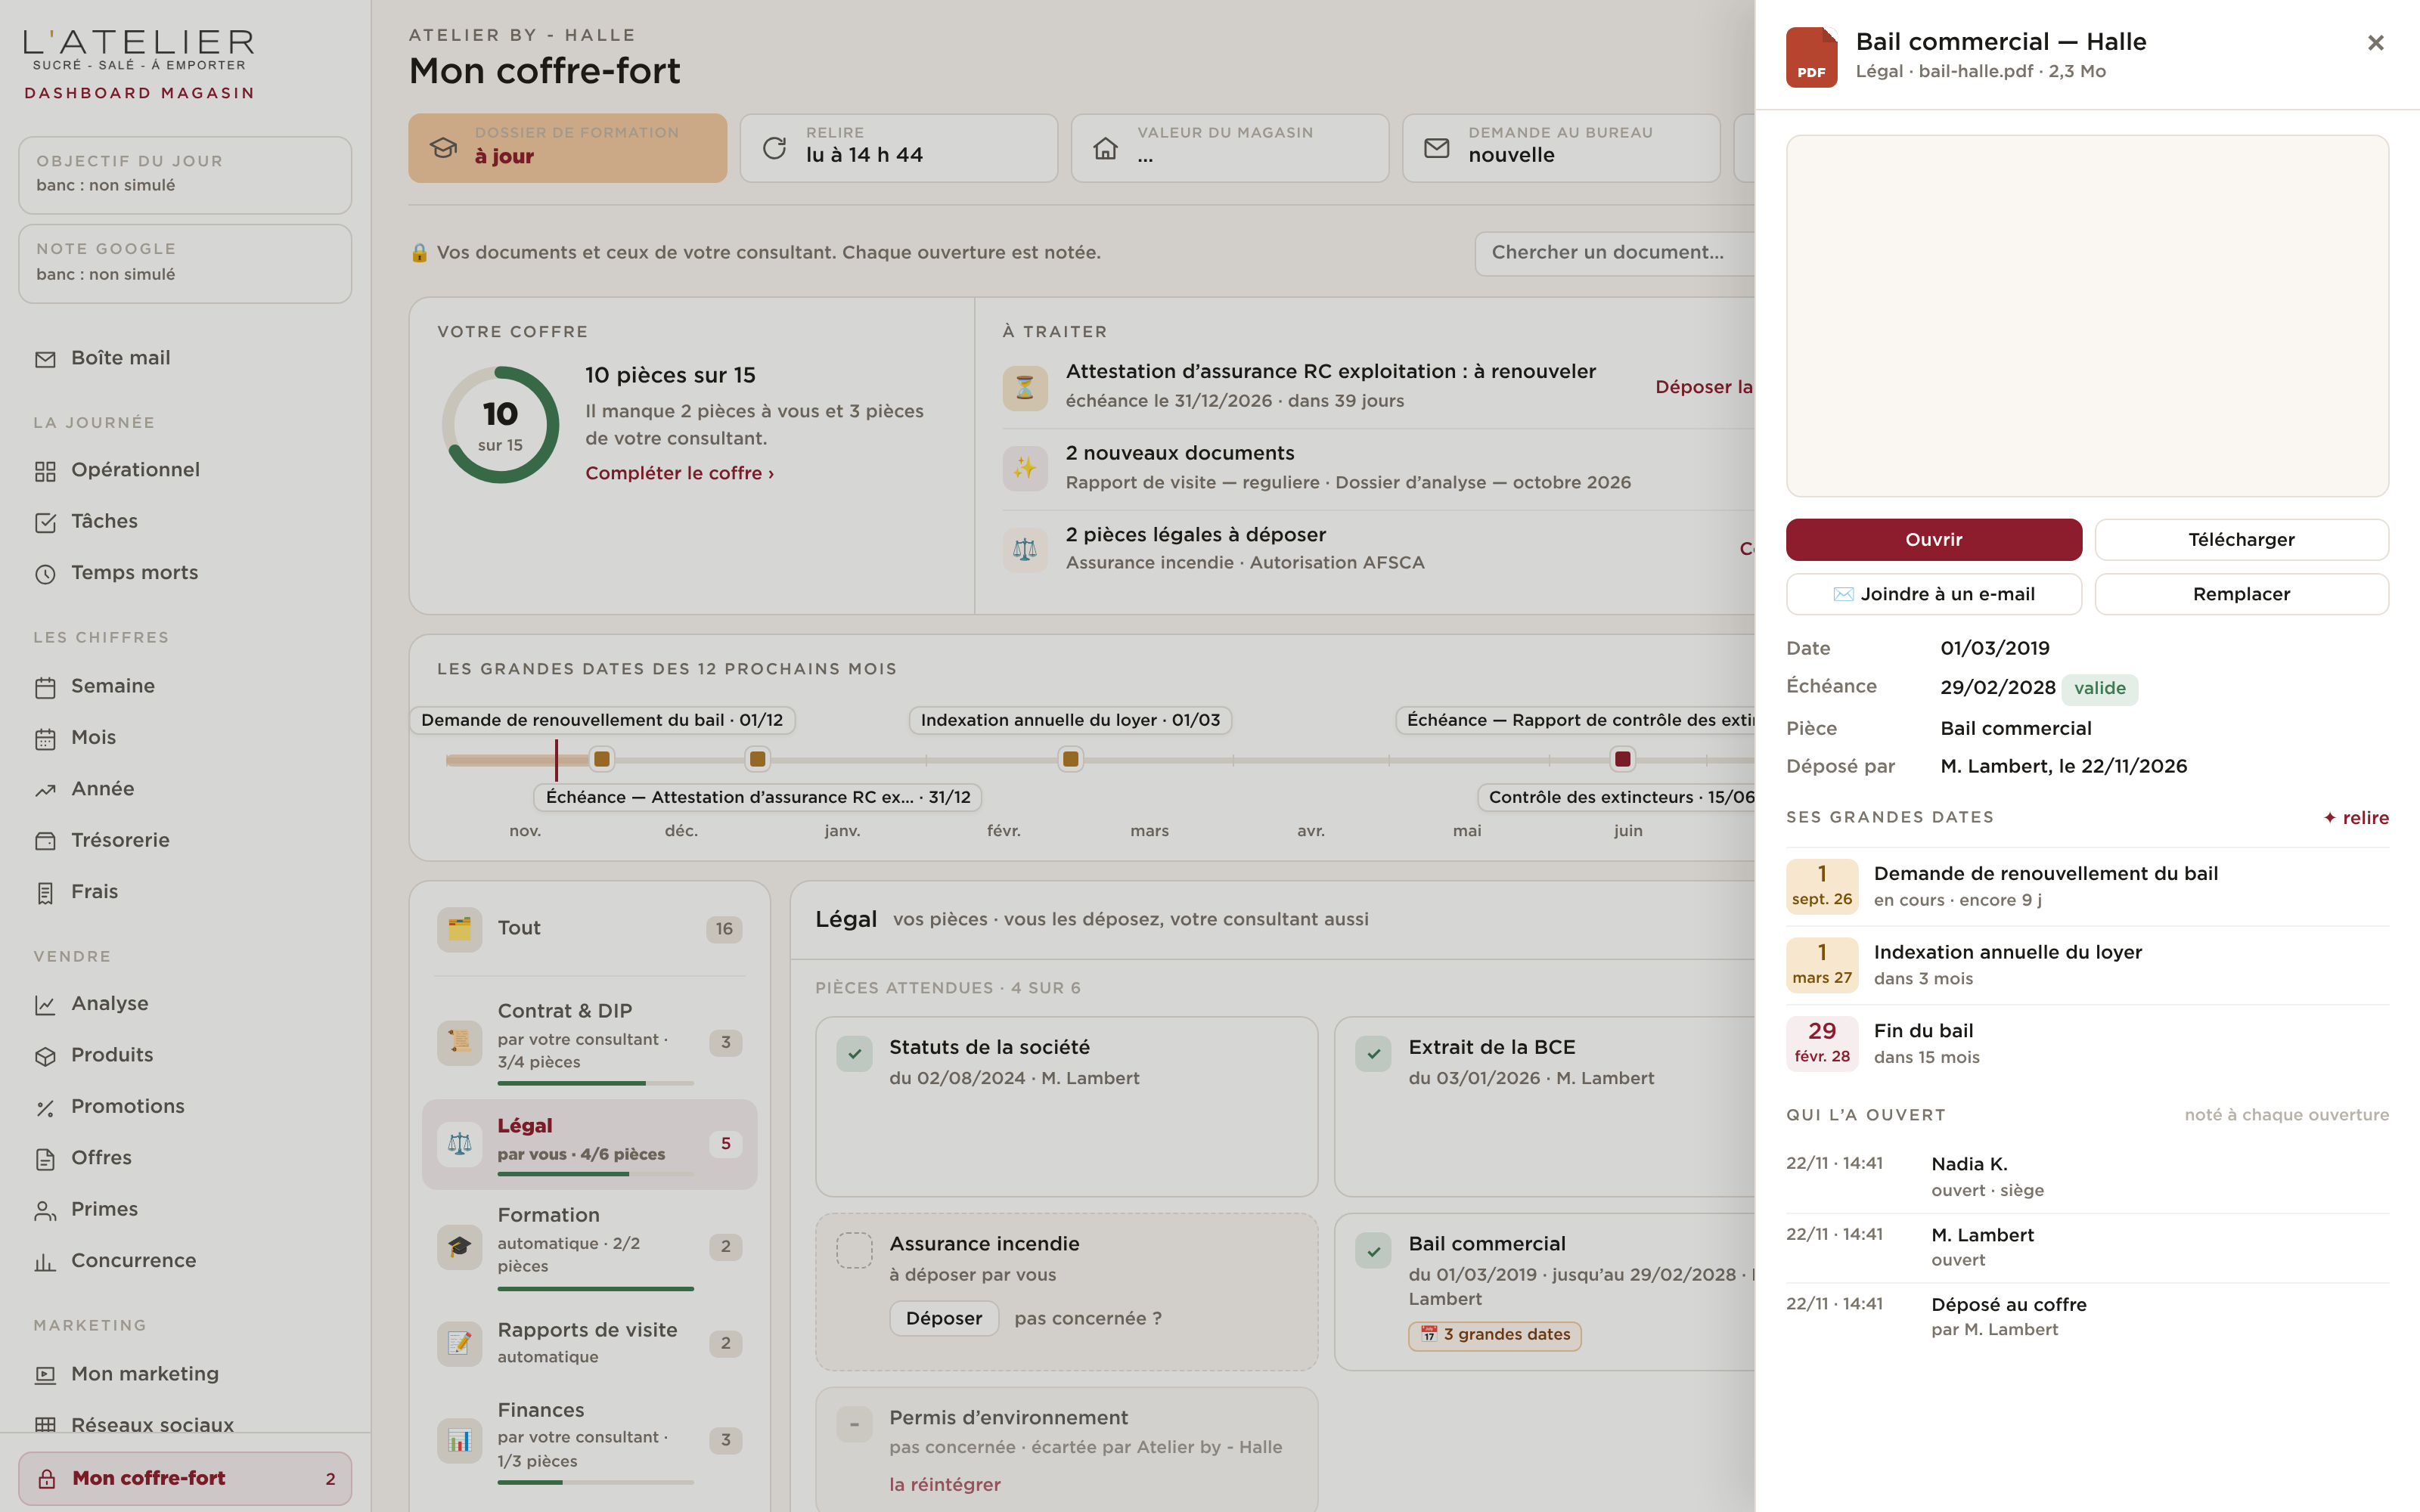 L'ATELIER
SUCRÉ - SALÉ - Á EMPORTER
DASHBOARD MAGASIN
OBJECTIF DU JOUR
banc : non simulé
NOTE GOOGLE
banc : non simulé
Boîte mail
LA JOURNÉE
Opérationnel
Tâches
Temps morts
LES CHIFFRES
Semaine
Mois
Année
Trésorerie
Frais
VENDRE
Analyse
Produits
Promotions
Offres
Primes
Concurrence
MARKETING
Mon marketing
Réseaux sociaux
Mon coffre-fort
2
ATELIER BY - HALLE
Mon coffre-fort
DOSSIER DE FORMATION
à jour
RELIRE
lu à 14 h 44
VALEUR DU MAGASIN
...
DEMANDE AU BUREAU
nouvelle
🔒 Vos documents et ceux de votre consultant. Chaque ouverture est notée.
Chercher un document...
VOTRE COFFRE
10
sur 15
10 pièces sur 15
Il manque 2 pièces à vous et 3 pièces
de votre consultant.
Compléter le coffre ›
À TRAITER
Attestation d’assurance RC exploitation : à renouveler
échéance le 31/12/2026 · dans 39 jours
Déposer la
2 nouveaux documents
Rapport de visite — reguliere · Dossier d’analyse — octobre 2026
2 pièces légales à déposer
Assurance incendie · Autorisation AFSCA
LES GRANDES DATES DES 12 PROCHAINS MOIS
Demande de renouvellement du bail · 01/12
Indexation annuelle du loyer · 01/03
Échéance — Rapport de contrôle des
Échéance — Attestation d’assurance RC ex... · 31/12
Contrôle des extincteurs · 15/06
nov.
déc.
janv.
févr.
mars
avr.
mai
juin
Tout
16
Contrat & DIP
par votre consultant ·
3/4 pièces
3
Légal
par vous · 4/6 pièces
5
Formation
automatique · 2/2
pièces
2
Rapports de visite
automatique
2
Finances
par votre consultant ·
1/3 pièces
3
Légal vos pièces · vous les déposez, votre consultant aussi
PIÈCES ATTENDUES · 4 SUR 6
Statuts de la société
du 02/08/2024 · M. Lambert
Extrait de la BCE
du 03/01/2026 · M. Lambert
Assurance incendie
à déposer par vous
Déposer
pas concernée ?
Bail commercial
du 01/03/2019 · jusqu’au 29/02/2028 ·
Lambert
📅 3 grandes dates
Permis d’environnement
pas concernée · écartée par Atelier by - Halle
la réintégrer
PDF
Bail commercial — Halle
Légal · bail-halle.pdf · 2,3 Mo
Ouvrir
Télécharger
✉️ Joindre à un e-mail
Remplacer
Date
01/03/2019
Échéance
29/02/2028 valide
Pièce
Bail commercial
Déposé par
M. Lambert, le 22/11/2026
SES GRANDES DATES
✦ relire
1
sept. 26
Demande de renouvellement du bail
en cours · encore 9 j
1
mars 27
Indexation annuelle du loyer
dans 3 mois
29
févr. 28
Fin du bail
dans 15 mois
QUI L’A OUVERT
noté à chaque ouverture
22/11 · 14:41
Nadia K.
ouvert · siège
22/11 · 14:41
M. Lambert
ouvert
22/11 · 14:41
Déposé au coffre
par M. Lambert